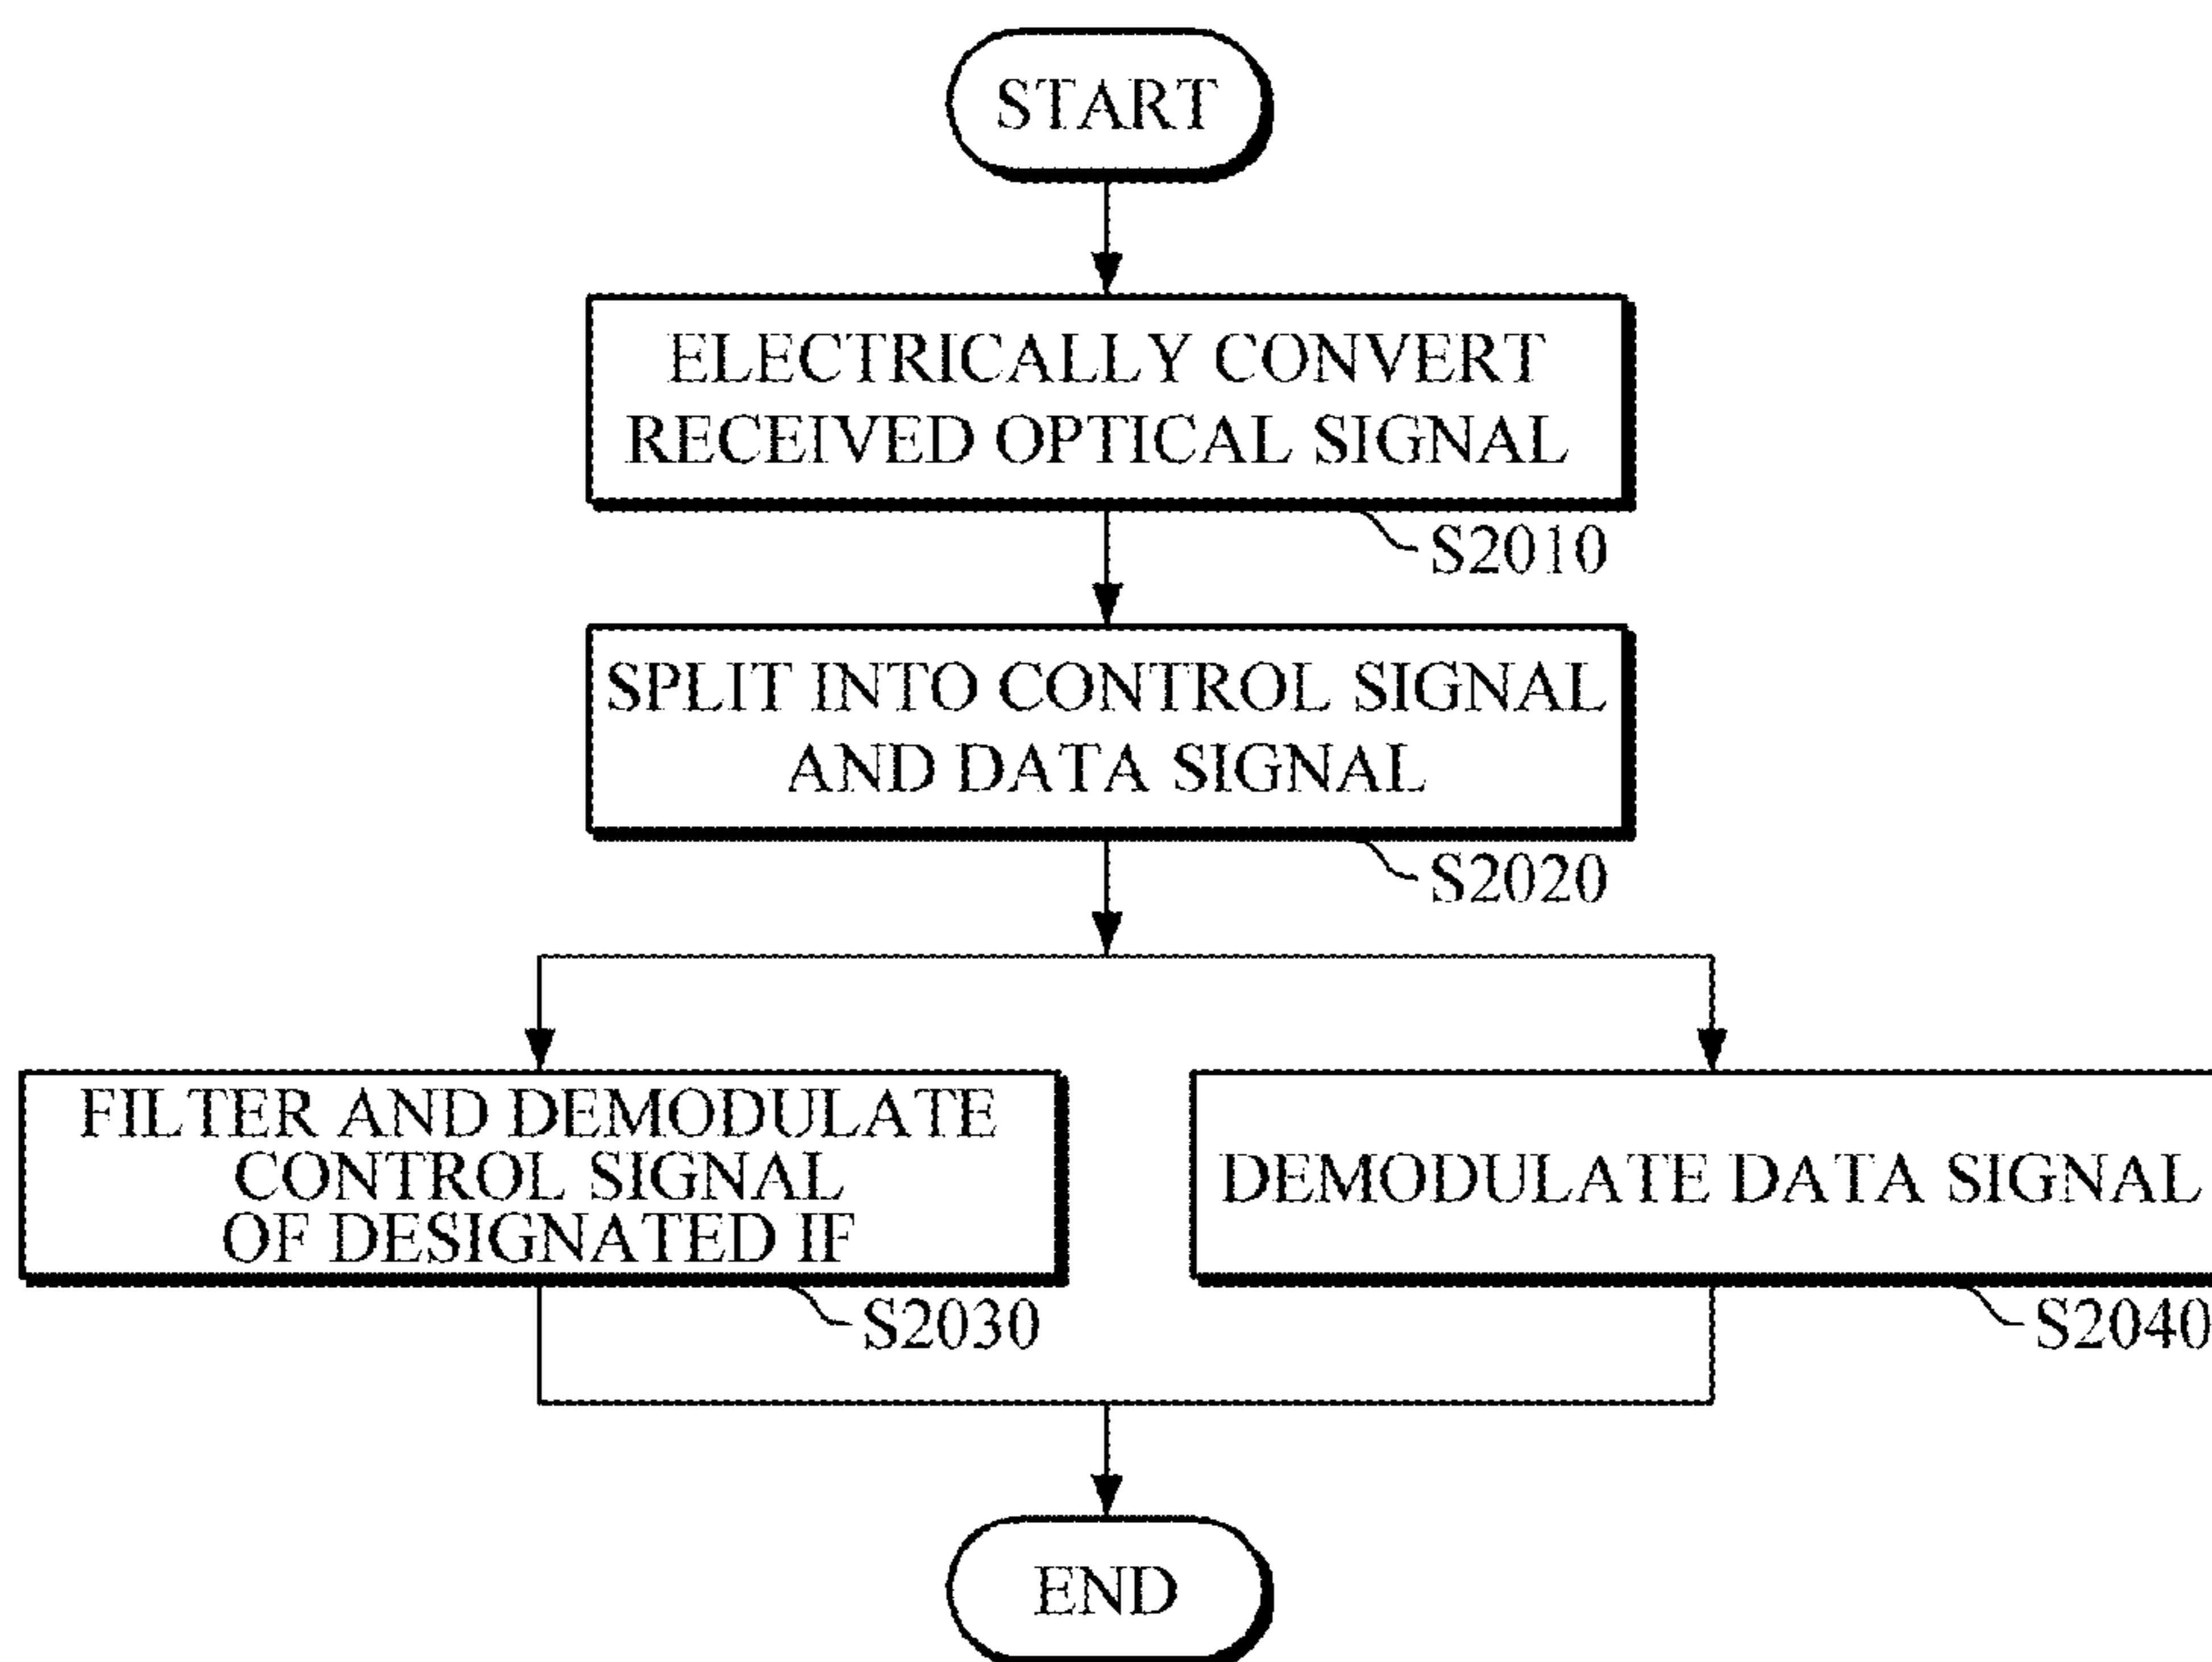 START
ELECTRICALLY CONVERT
RECEIVED OPTICAL SIGNAL
S2010
SPLIT INTO CONTROL SIGNAL
AND DATA SIGNAL
S2020
FILTER AND DEMODULATE
CONTROL SIGNAL
OF DESIGNATED IF
S2030
DEMODULATE DATA SIGNAL
S2040
END